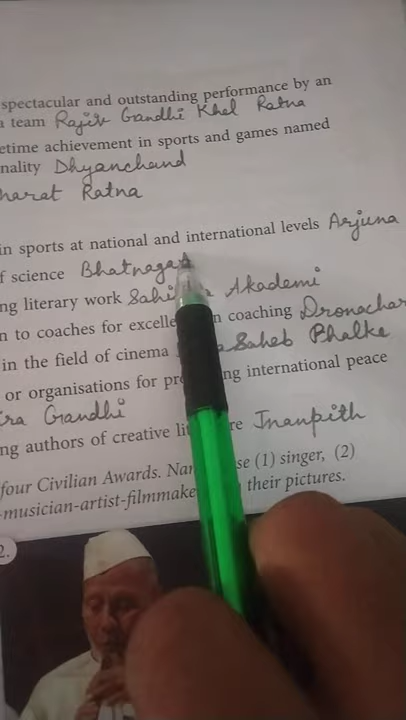 spectacular and outstanding performance by an
a team Rajiv Gandhi Khel Ratna
etime achievement in sports and games named
nality Dhyanchand
harat Ratna
in sports at national and international levels Arjuna
f science Bhatnagar
ng literary work Akademi
n to coaches for excelle n coaching Dronachar
in the field of cinema Saheb Phalke
or organisations for pr ng international peace
ira Gandhi
ng authors of creative lit re Jnanpith
four Civilian Awards. Nam se (1) singer, (2)
-musician-artist-filmmake their pictures.
2.